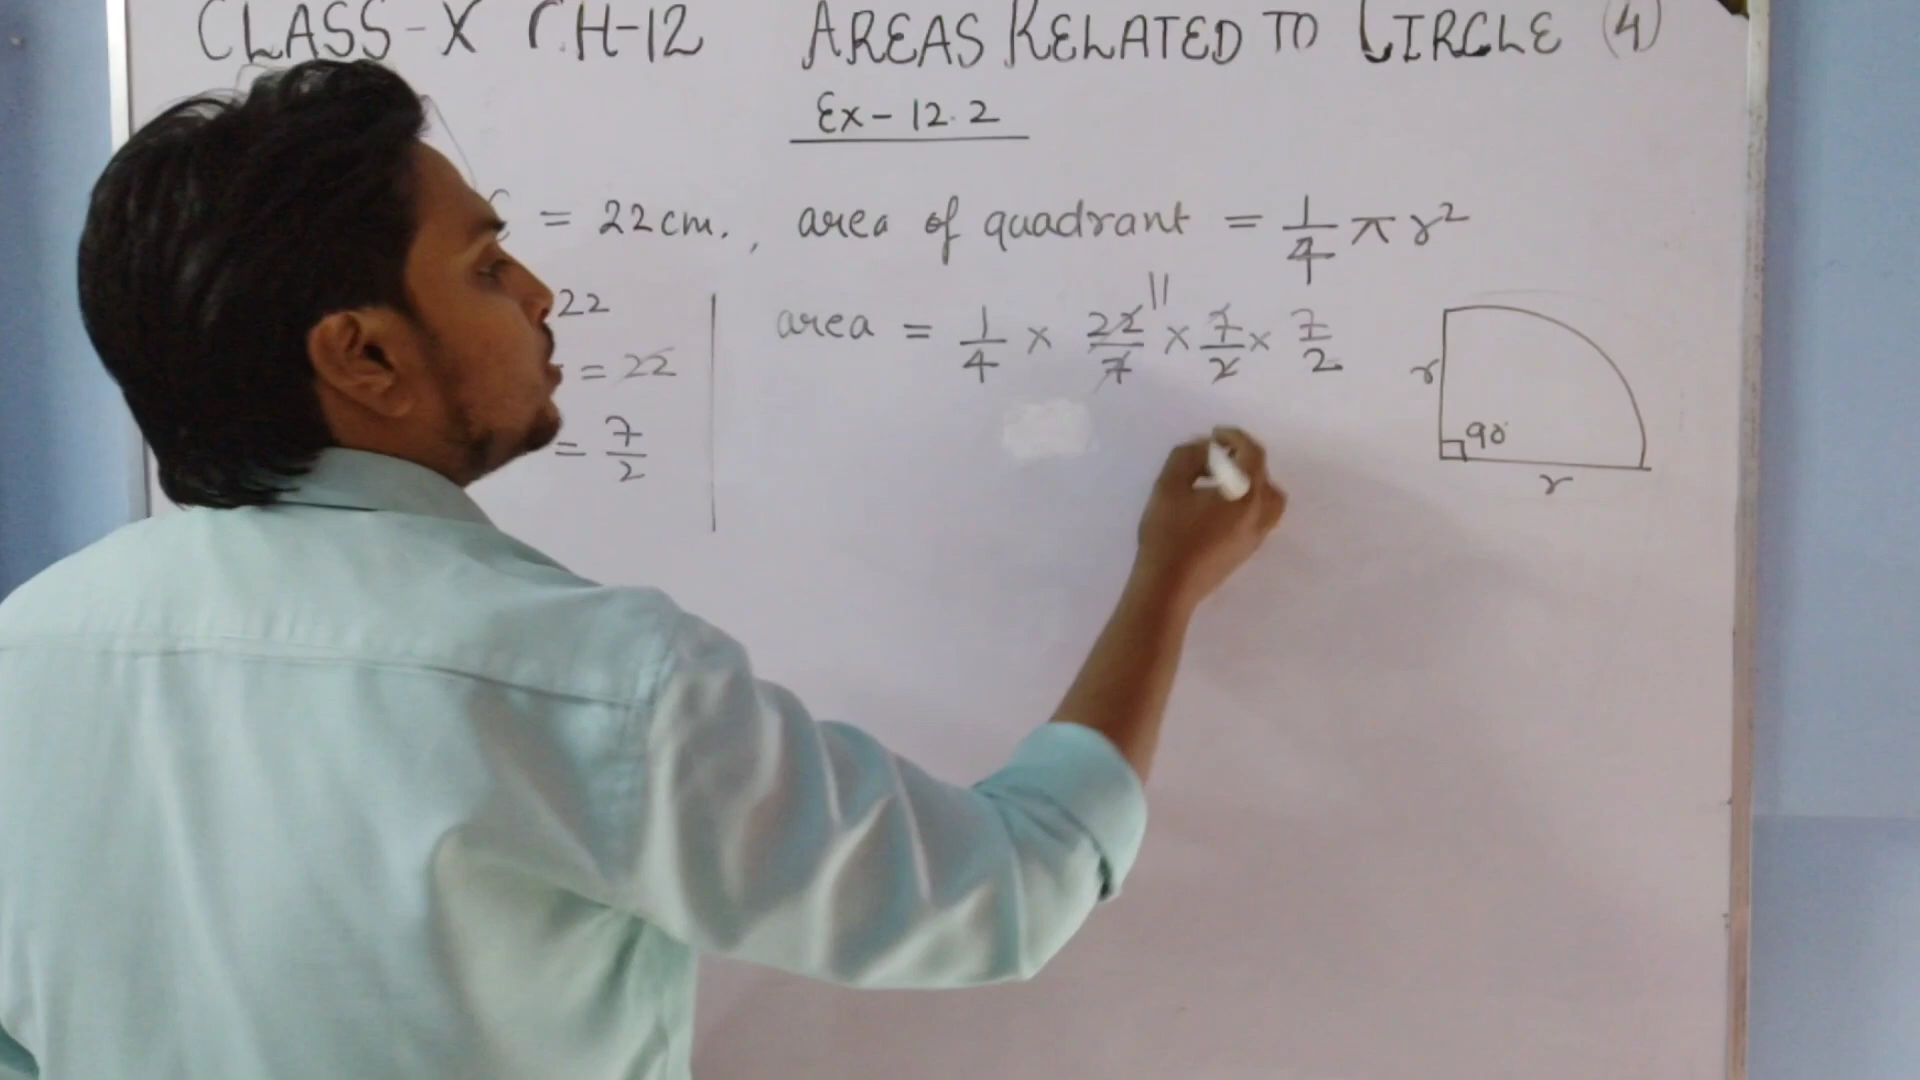 CLASS-X CH-12 AREAS RELATED TO CIRCLE (4)
Ex-12.2
C = 22cm., area of quadrant = 1/4 π r²
22
= 22
= 7/2
area = 1/4 × 22/7 11 × 7/2 × 7/2
r
90°
r